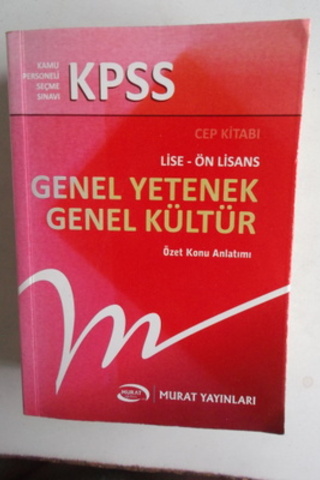 KAMU
PERSONELİ
SEÇME
SINAVI
KPSS
CEP KİTABI
LİSE - ÖN LİSANS
GENEL YETENEK
GENEL KÜLTÜR
Özet Konu Anlatımı
MURAT
MURAT YAYINLARI